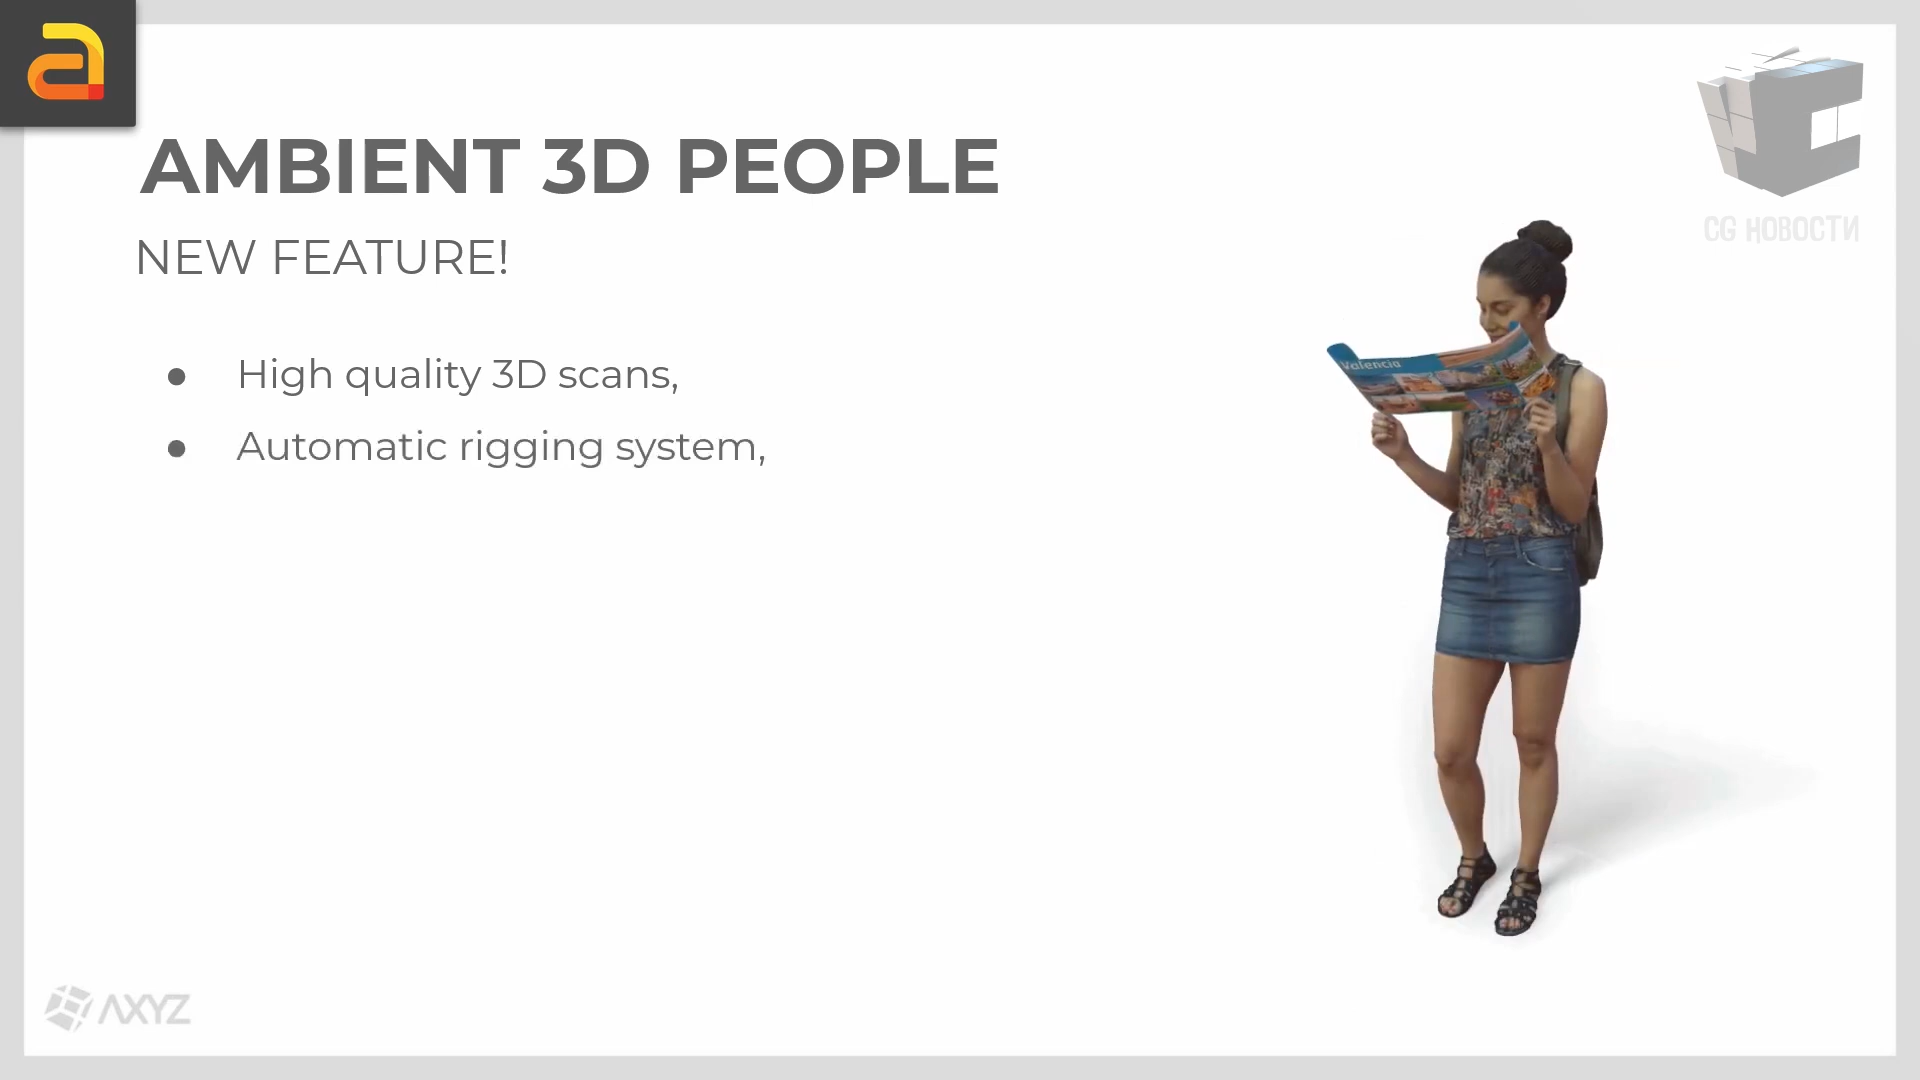 AMBIENT 3D PEOPLE
NEW FEATURE!
● High quality 3D scans,
● Automatic rigging system,
CG НОВОСТИ
Valencia
AXYZ